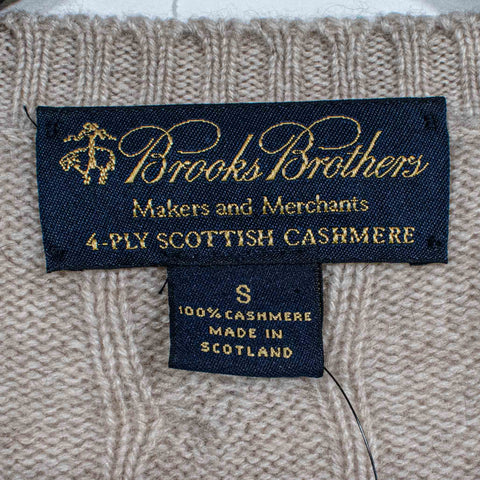 Brooks Brothers
Makers and Merchants
4-PLY SCOTTISH CASHMERE
S
100% CASHMERE
MADE IN
SCOTLAND